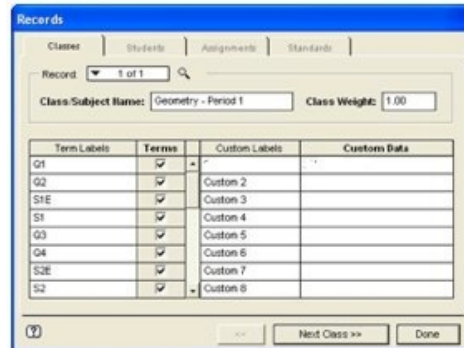 Records
Classes Students Assignments Standards
Record: 1 of 1
Class/Subject Name: Geometry - Period 1 Class Weight: 1.00
Term Labels Terms Custom Labels Custom Data
Q1
Q2 Custom 2
S1E Custom 3
S1 Custom 4
Q3 Custom 5
Q4 Custom 6
S2E Custom 7
S2 Custom 8
? << Next Class >> Done